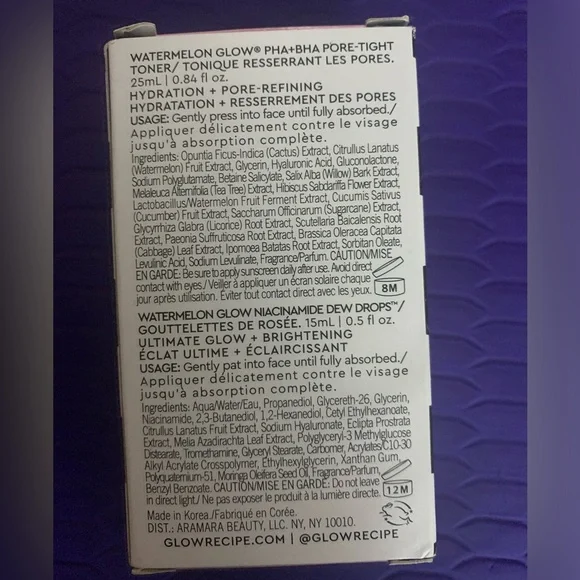 WATERMELON GLOW® PHA+BHA PORE-TIGHT
TONER/ TONIQUE RESSERRANT LES PORES.
25mL | 0.84 fl oz.
HYDRATION + PORE-REFINING
HYDRATATION + RESSERREMENT DES PORES
USAGE: Gently press into face until fully absorbed./
Appliquer délicatement contre le visage
jusqu'à absorption complète.
Ingredients: Opuntia Ficus-Indica (Cactus) Extract, Citrullus Lanatus
(Watermelon) Fruit Extract, Glycerin, Hyaluronic Acid, Gluconolactone,
Sodium Polyglutamate, Betaine Salicylate, Salix Alba (Willow) Bark Extract,
Melaleuca Alternifolia (Tea Tree) Extract, Hibiscus Sabdariffa Flower Extract,
Lactobacillus/Watermelon Fruit Ferment Extract, Cucumis Sativus
(Cucumber) Fruit Extract, Saccharum Officinarum (Sugarcane) Extract,
Glycyrrhiza Glabra (Licorice) Root Extract, Scutellaria Baicalensis Root
Extract, Paeonia Suffruticosa Root Extract, Brassica Oleracea Capitata
(Cabbage) Leaf Extract, Ipomoea Batatas Root Extract, Sorbitan Oleate,
Levulinic Acid, Sodium Levulinate, Fragrance/Parfum. CAUTION/MISE
EN GARDE: Be sure to apply sunscreen daily after use. Avoid direct
contact with eyes./ Veiller à appliquer un écran solaire chaque
jour après utilisation. Éviter tout contact direct avec les yeux.
8M
WATERMELON GLOW NIACINAMIDE DEW DROPS™/
GOUTTELETTES DE ROSÉE. 15mL | 0.5 fl oz.
ULTIMATE GLOW + BRIGHTENING
ÉCLAT ULTIME + ÉCLAIRCISSANT
USAGE: Gently pat into face until fully absorbed./
Appliquer délicatement contre le visage
jusqu'à absorption complète.
Ingredients: Aqua/Water/Eau, Propanediol, Glycereth-26, Glycerin,
Niacinamide, 2,3-Butanediol, 1,2-Hexanediol, Cetyl Ethylhexanoate,
Citrullus Lanatus Fruit Extract, Sodium Hyaluronate, Eclipta Prostrata
Extract, Melia Azadirachta Leaf Extract, Polyglyceryl-3 Methylglucose
Distearate, Tromethamine, Glyceryl Stearate, Carbomer, Acrylates/C10-30
Alkyl Acrylate Crosspolymer, Ethylhexylglycerin, Xanthan Gum,
Polyquaternium-51, Moringa Oleifera Seed Oil, Fragrance/Parfum,
Benzyl Benzoate. CAUTION/MISE EN GARDE: Do not leave
in direct light./ Ne pas exposer le produit à la lumière directe.
12M
Made in Korea./Fabriqué en Corée.
DIST.: ARAMARA BEAUTY, LLC. NY, NY 10010.
GLOWRECIPE.COM | @GLOWRECIPE